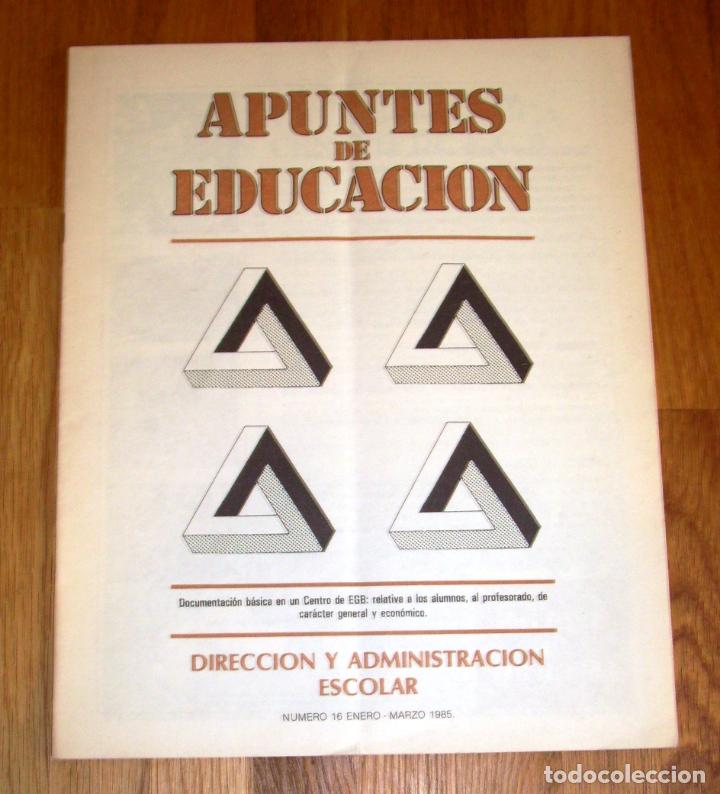 APUNTES
DE
EDUCACION
Documentación básica en un Centro de EGB: relativa a los alumnos, al profesorado, de
carácter general y económico.
DIRECCION Y ADMINISTRACION
ESCOLAR
NUMERO 16 ENERO - MARZO 1985.
todocoleccion